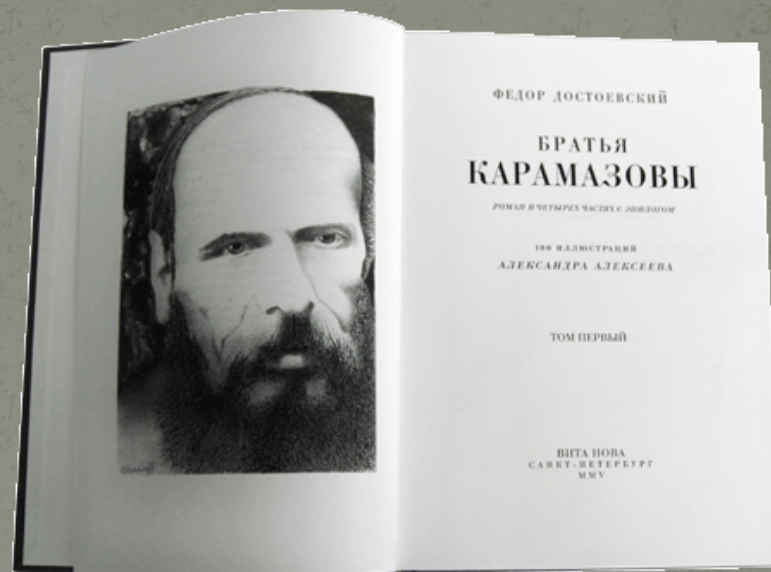 ФЕДОР ДОСТОЕВСКИЙ
БРАТЬЯ
КАРАМАЗОВЫ
РОМАН В ЧЕТЫРЕХ ЧАСТЯХ С ЭПИЛОГОМ
100 ИЛЛЮСТРАЦИЙ
АЛЕКСАНДРА АЛЕКСЕЕВА
ТОМ ПЕРВЫЙ
ВИТА НОВА
САНКТ-ПЕТЕРБУРГ
MMV